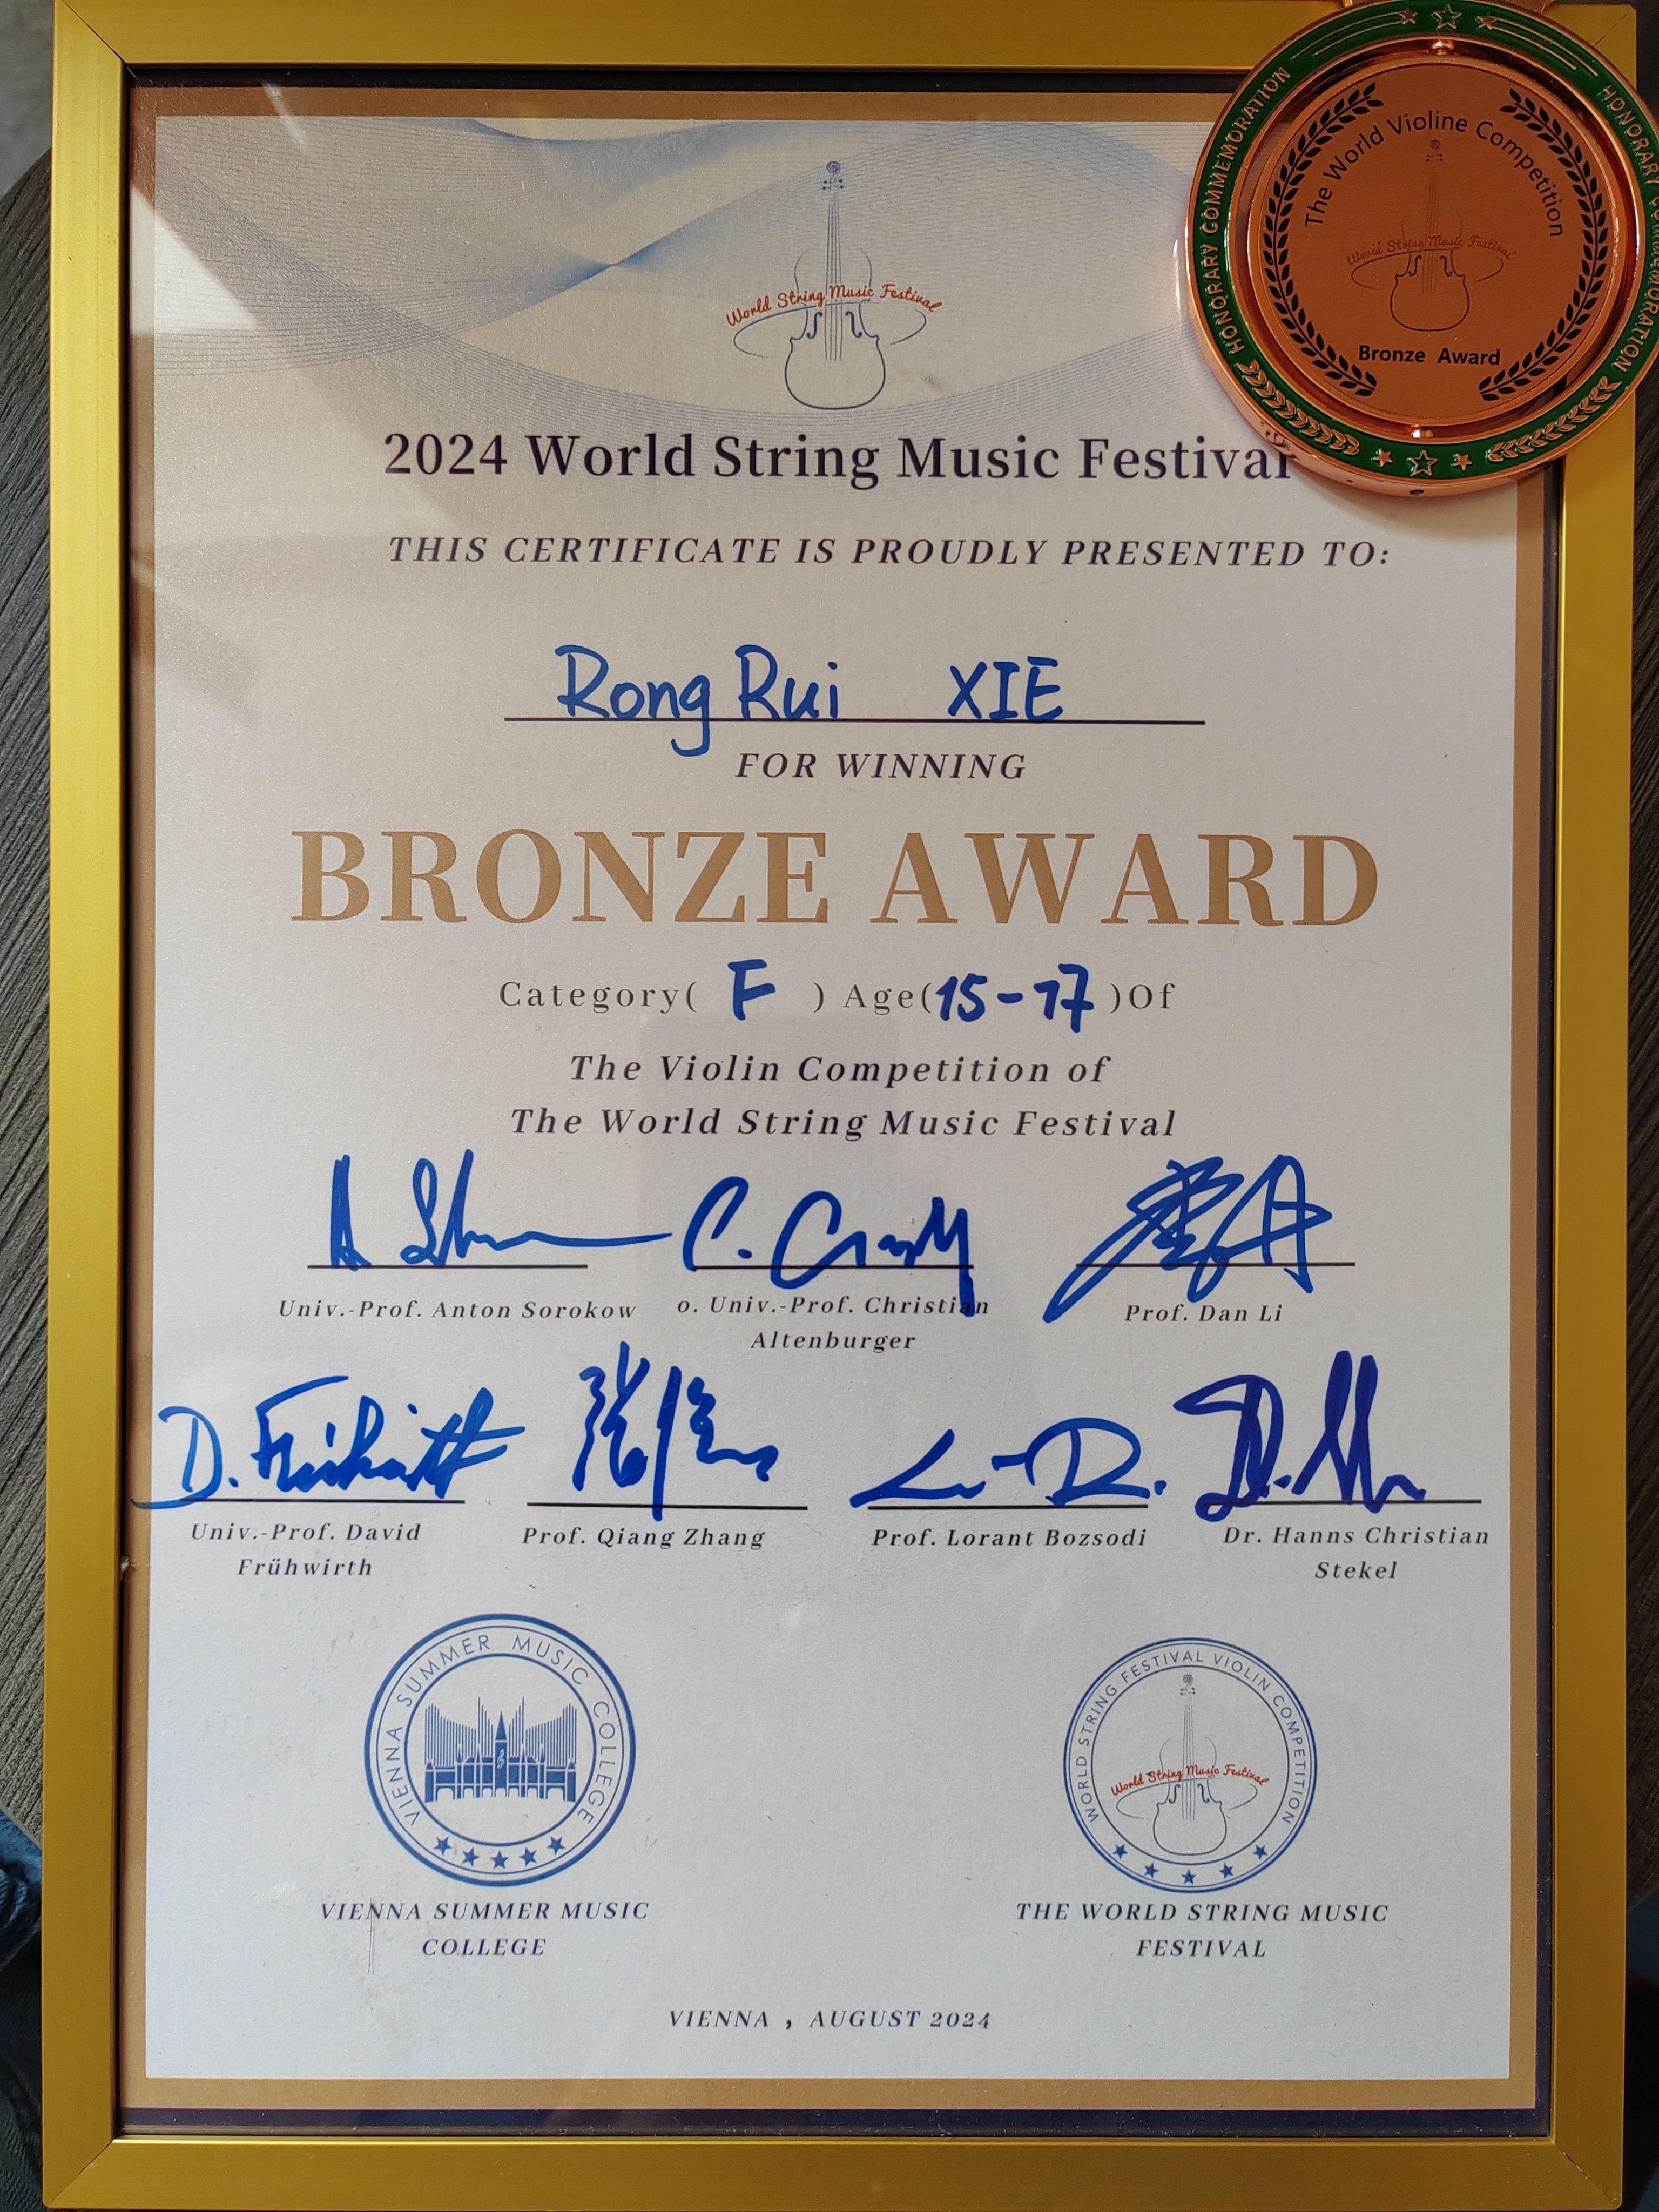 World String Music Festival
HONORARY COMMEMORATION
HONORARY COMMEMORATION
The World Violine Competition
World String Music Festival
Bronze Award
2024 World String Music Festival
THIS CERTIFICATE IS PROUDLY PRESENTED TO:
Rong Rui XIE
FOR WINNING
BRONZE AWARD
Category( F ) Age(15-17)Of
The Violin Competition of
The World String Music Festival
Univ.-Prof. Anton Sorokow
o. Univ.-Prof. Christian
Altenburger
Prof. Dan Li
Univ.-Prof. David
Frühwirth
Prof. Qiang Zhang
Prof. Lorant Bozsodi
Dr. Hanns Christian
Stekel
VIENNA SUMMER MUSIC COLLEGE
WORLD STRING FESTIVAL VIOLIN COMPETITION
World String Music Festival
VIENNA SUMMER MUSIC
COLLEGE
THE WORLD STRING MUSIC
FESTIVAL
VIENNA , AUGUST 2024